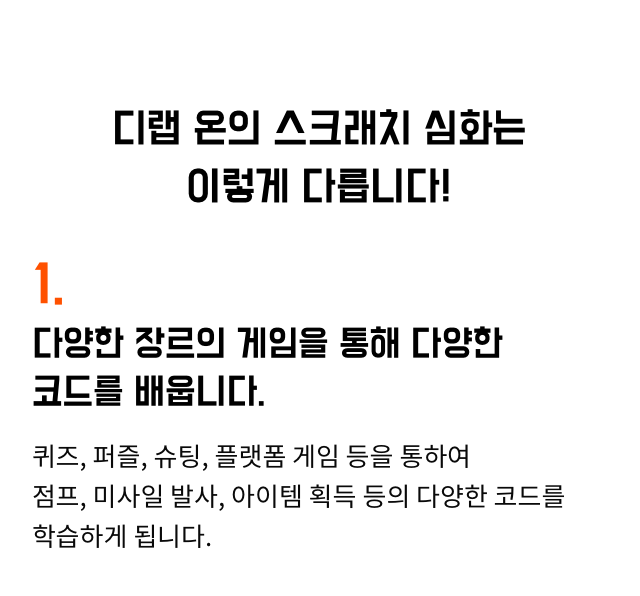 디랩 온의 스크래치 심화는
이렇게 다릅니다!
1.
다양한 장르의 게임을 통해 다양한
코드를 배웁니다.
퀴즈, 퍼즐, 슈팅, 플랫폼 게임 등을 통하여
점프, 미사일 발사, 아이템 획득 등의 다양한 코드를
학습하게 됩니다.